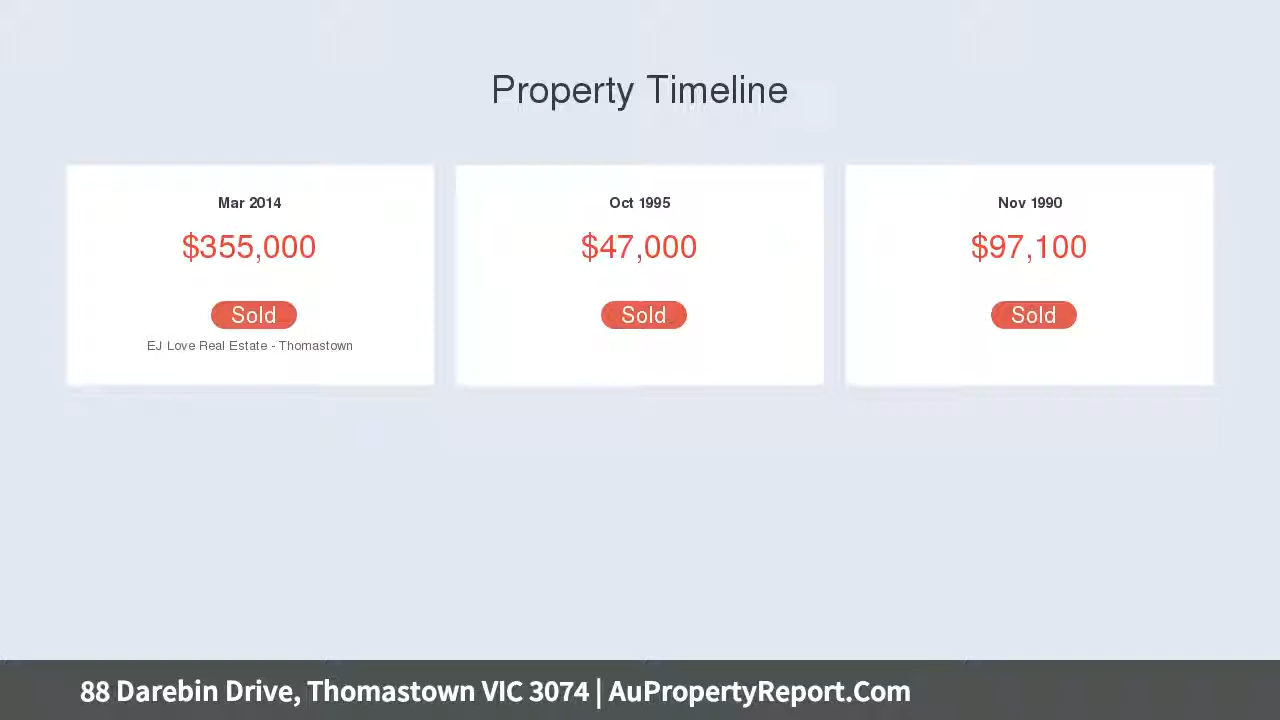 Property Timeline
Mar 2014
$355,000
Sold
EJ Love Real Estate - Thomastown
Oct 1995
$47,000
Sold
Nov 1990
$97,100
Sold
88 Darebin Drive, Thomastown VIC 3074 | AuPropertyReport.Com